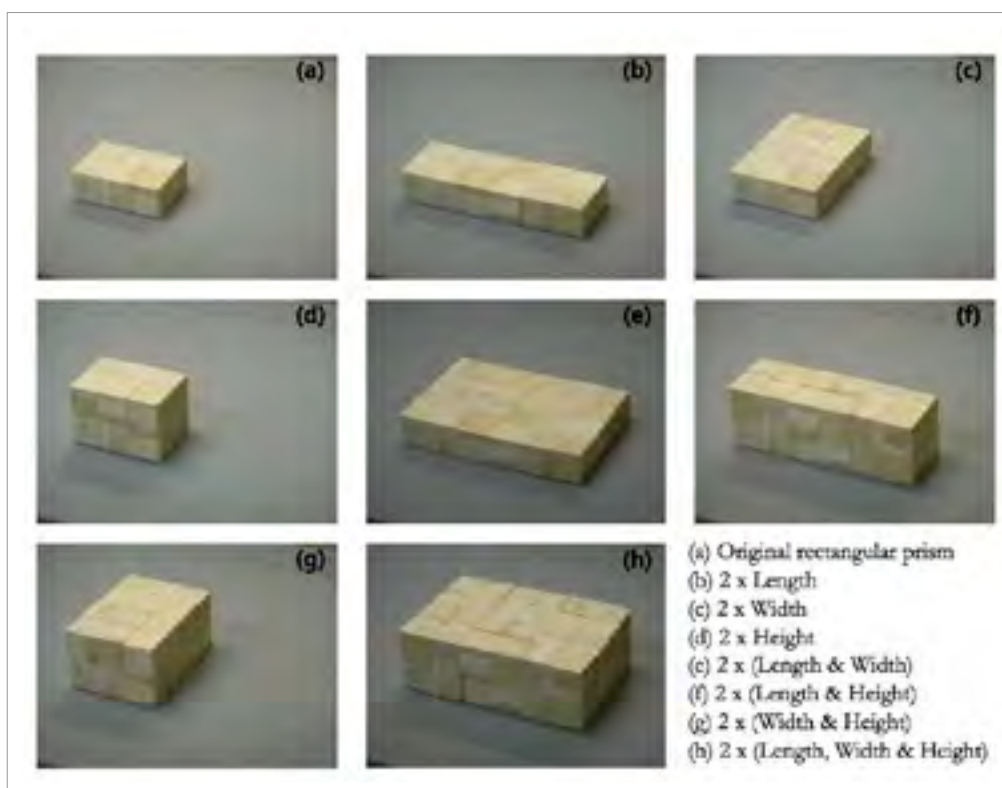 (a)
(b)
(c)
(d)
(e)
(f)
(g)
(h)
(a) Original rectangular prism
(b) 2 x Length
(c) 2 x Width
(d) 2 x Height
(e) 2 x (Length & Width)
(f) 2 x (Length & Height)
(g) 2 x (Width & Height)
(h) 2 x (Length, Width & Height)